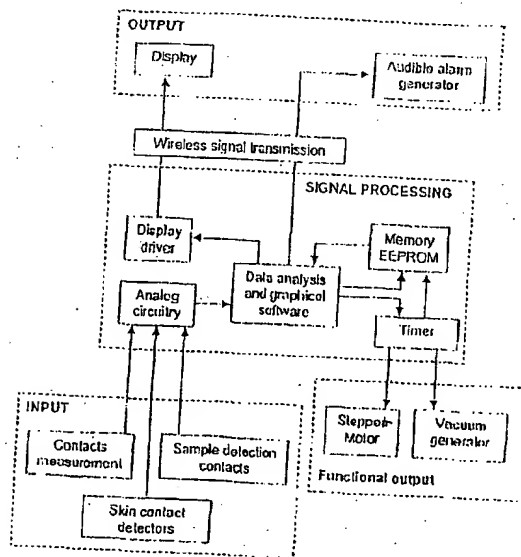 OUTPUT
Display
Audible alarm
generator
Wireless signal transmission
SIGNAL PROCESSING
Display
driver
Memory
EEPROM
Data analysis
and graphical
software
Analog
circuitry
Timer
INPUT
Contacts
measurement
Sample detection
contacts
Skin contact
detectors
Stepper
Motor
Vacuum
generator
Functional output